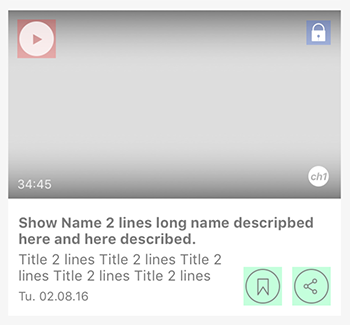 34:45
ch1
Show Name 2 lines long name descripbed
here and here described.
Title 2 lines Title 2 lines Title 2
lines Title 2 lines Title 2 lines
Tu. 02.08.16